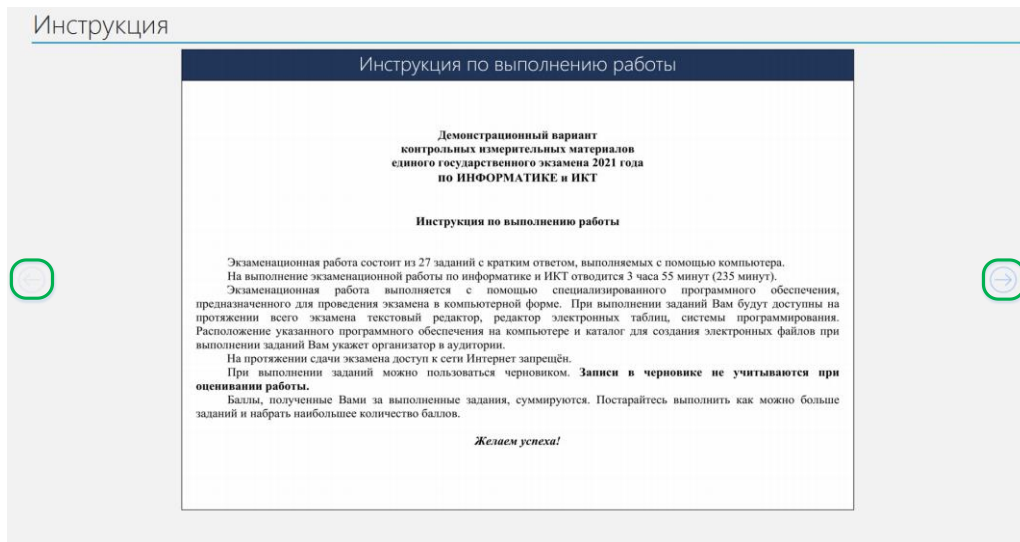 Инструкция
Инструкция по выполнению работы
Демонстрационный вариант
контрольных измерительных материалов
единого государственного экзамена 2021 года
по ИНФОРМАТИКЕ и ИКТ
Инструкция по выполнению работы
Экзаменационная работа состоит из 27 заданий с кратким ответом, выполняемых с помощью компьютера.
На выполнение экзаменационной работы по информатике и ИКТ отводится 3 часа 55 минут (235 минут).
Экзаменационная работа выполняется с помощью специализированного программного обеспечения,
предназначенного для проведения экзамена в компьютерной форме. При выполнении заданий Вам будут доступны на
протяжении всего экзамена текстовый редактор, редактор электронных таблиц, системы программирования.
Расположение указанного программного обеспечения на компьютере и каталог для создания электронных файлов при
выполнении заданий Вам укажет организатор в аудитории.
На протяжении сдачи экзамена доступ к сети Интернет запрещён.
При выполнении заданий можно пользоваться черновиком. Записи в черновике не учитываются при
оценивании работы.
Баллы, полученные Вами за выполненные задания, суммируются. Постарайтесь выполнить как можно больше
заданий и набрать наибольшее количество баллов.
Желаем успеха!